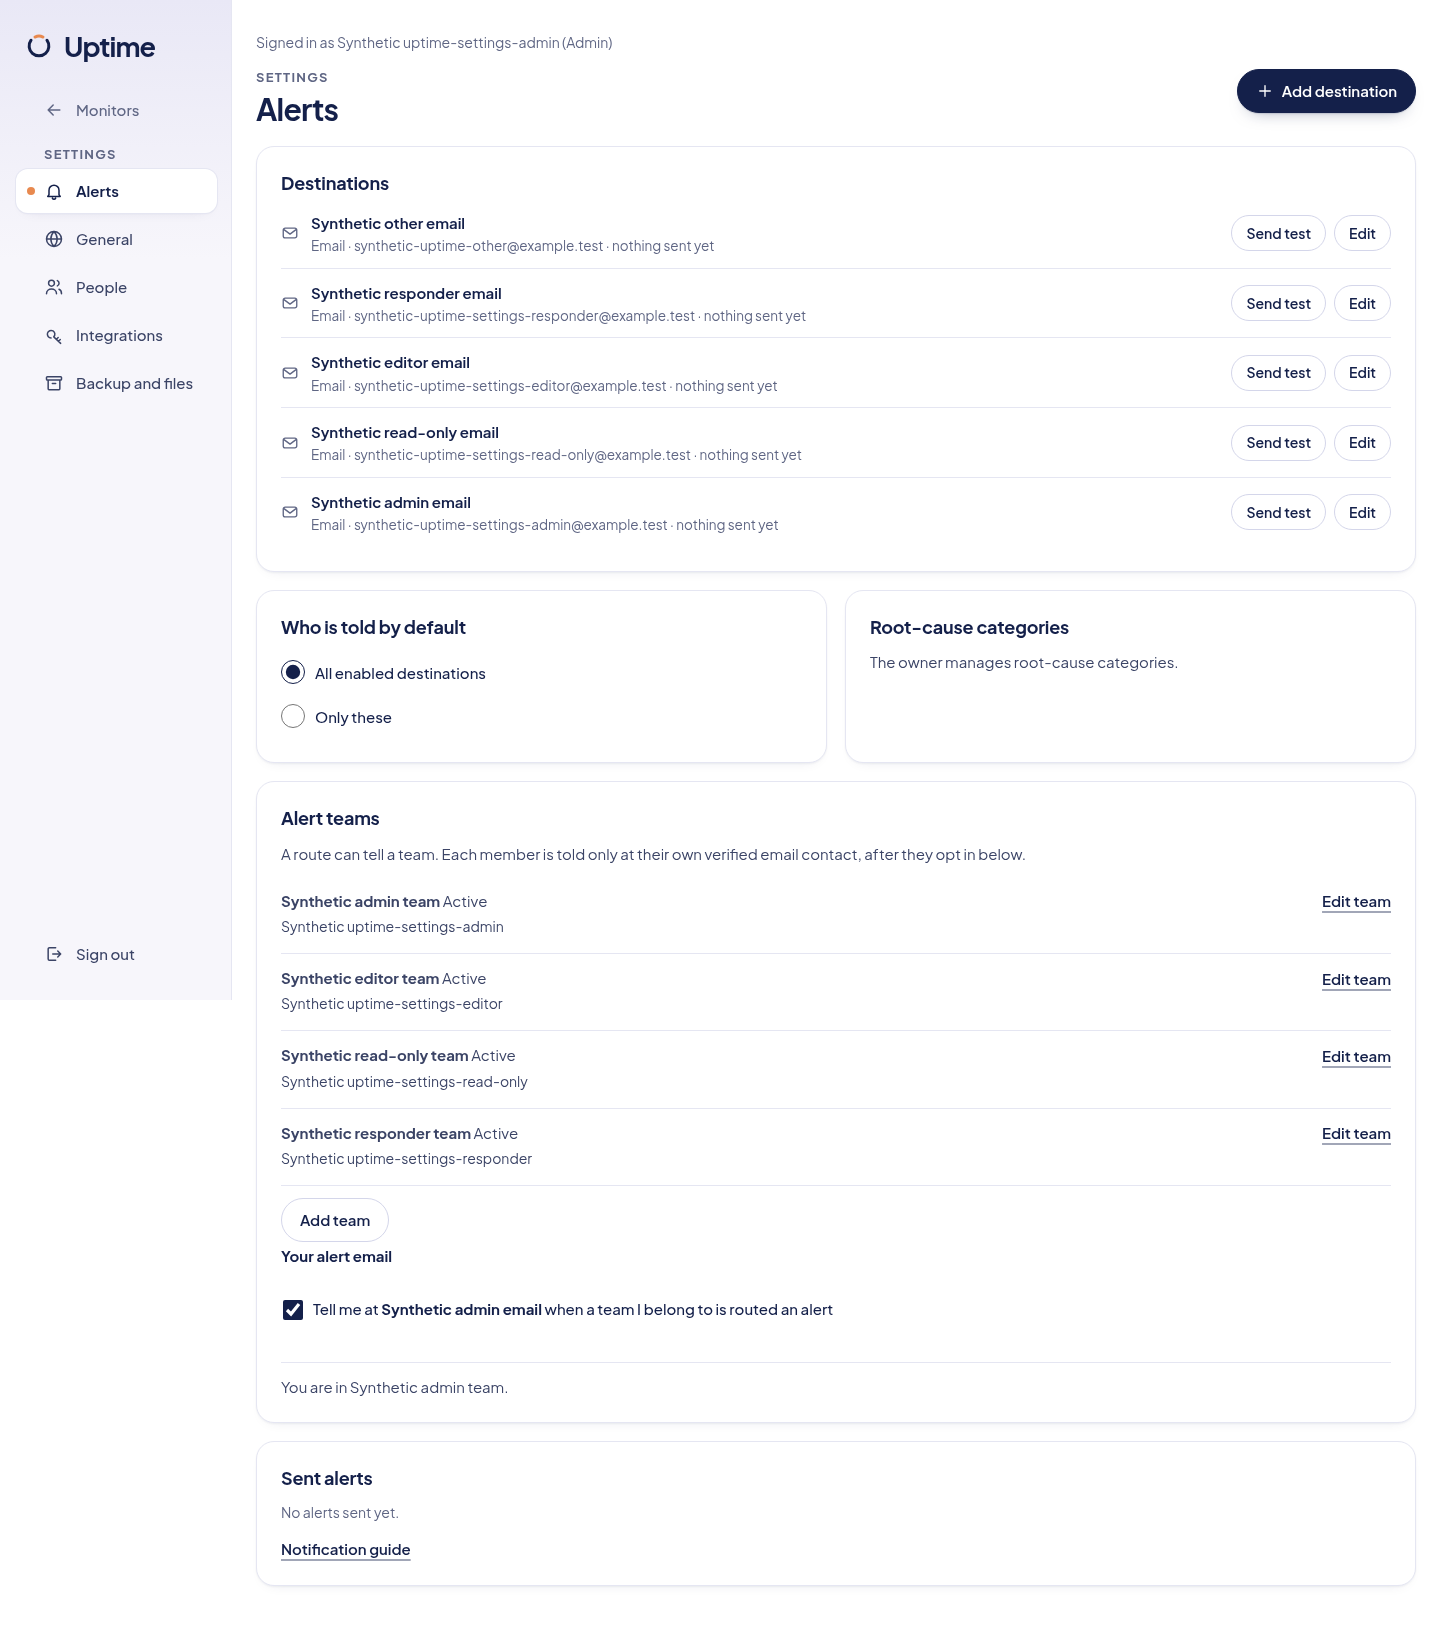 Uptime
Monitors
SETTINGS
Alerts
General
People
Integrations
Backup and files
Sign out
Signed in as Synthetic uptime-settings-admin (Admin)
SETTINGS
Alerts
Add destination
Destinations
Synthetic other email
Email · synthetic-uptime-other@example.test · nothing sent yet
Send test
Edit
Synthetic responder email
Email · synthetic-uptime-settings-responder@example.test · nothing sent yet
Send test
Edit
Synthetic editor email
Email · synthetic-uptime-settings-editor@example.test · nothing sent yet
Send test
Edit
Synthetic read-only email
Email · synthetic-uptime-settings-read-only@example.test · nothing sent yet
Send test
Edit
Synthetic admin email
Email · synthetic-uptime-settings-admin@example.test · nothing sent yet
Send test
Edit
Who is told by default
All enabled destinations
Only these
Root-cause categories
The owner manages root-cause categories.
Alert teams
A route can tell a team. Each member is told only at their own verified email contact, after they opt in below.
Synthetic admin team Active
Edit team
Synthetic uptime-settings-admin
Synthetic editor team Active
Edit team
Synthetic uptime-settings-editor
Synthetic read-only team Active
Edit team
Synthetic uptime-settings-read-only
Synthetic responder team Active
Edit team
Synthetic uptime-settings-responder
Add team
Your alert email
Tell me at Synthetic admin email when a team I belong to is routed an alert
You are in Synthetic admin team.
Sent alerts
No alerts sent yet.
Notification guide